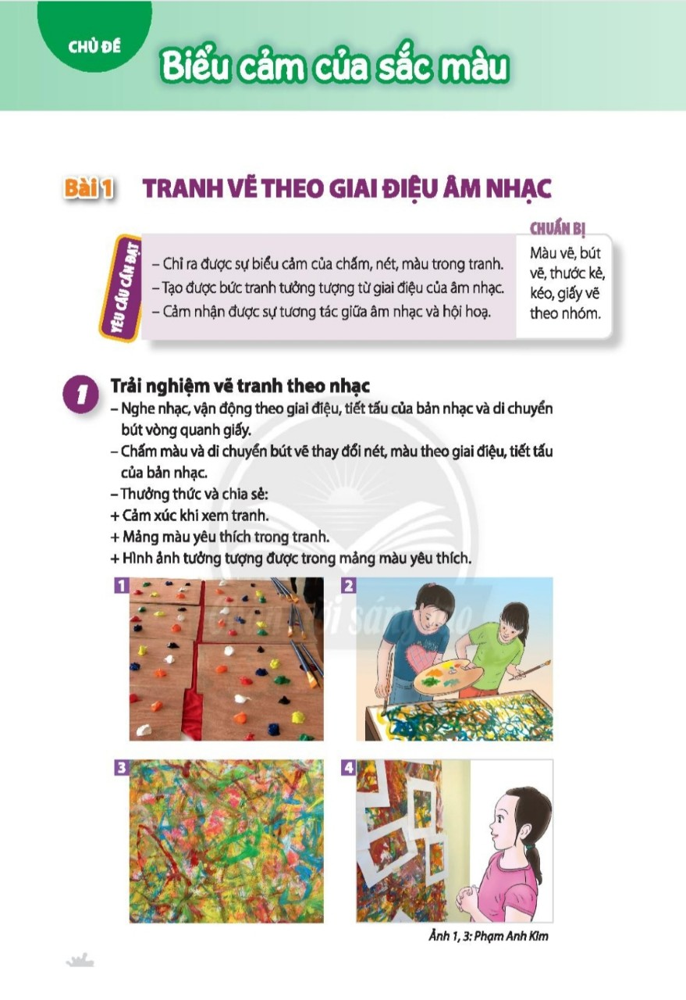 CHỦ ĐỀ
Biểu cảm của sắc màu
Bài 1
TRANH VẼ THEO GIAI ĐIỆU ÂM NHẠC
YÊU CẦU CẦN ĐẠT
– Chỉ ra được sự biểu cảm của chấm, nét, màu trong tranh.
– Tạo được bức tranh tưởng tượng từ giai điệu của âm nhạc.
– Cảm nhận được sự tương tác giữa âm nhạc và hội hoạ.
CHUẨN BỊ
Màu vẽ, bút
vẽ, thước kẻ,
kéo, giấy vẽ
theo nhóm.
1
Trải nghiệm vẽ tranh theo nhạc
– Nghe nhạc, vận động theo giai điệu, tiết tấu của bản nhạc và di chuyển
bút vòng quanh giấy.
– Chấm màu và di chuyển bút vẽ thay đổi nét, màu theo giai điệu, tiết tấu
của bản nhạc.
– Thưởng thức và chia sẻ:
+ Cảm xúc khi xem tranh.
+ Mảng màu yêu thích trong tranh.
+ Hình ảnh tưởng tượng được trong mảng màu yêu thích.
1
2
Chân trời sáng tạo
3
4
Ảnh 1, 3: Phạm Anh Kim